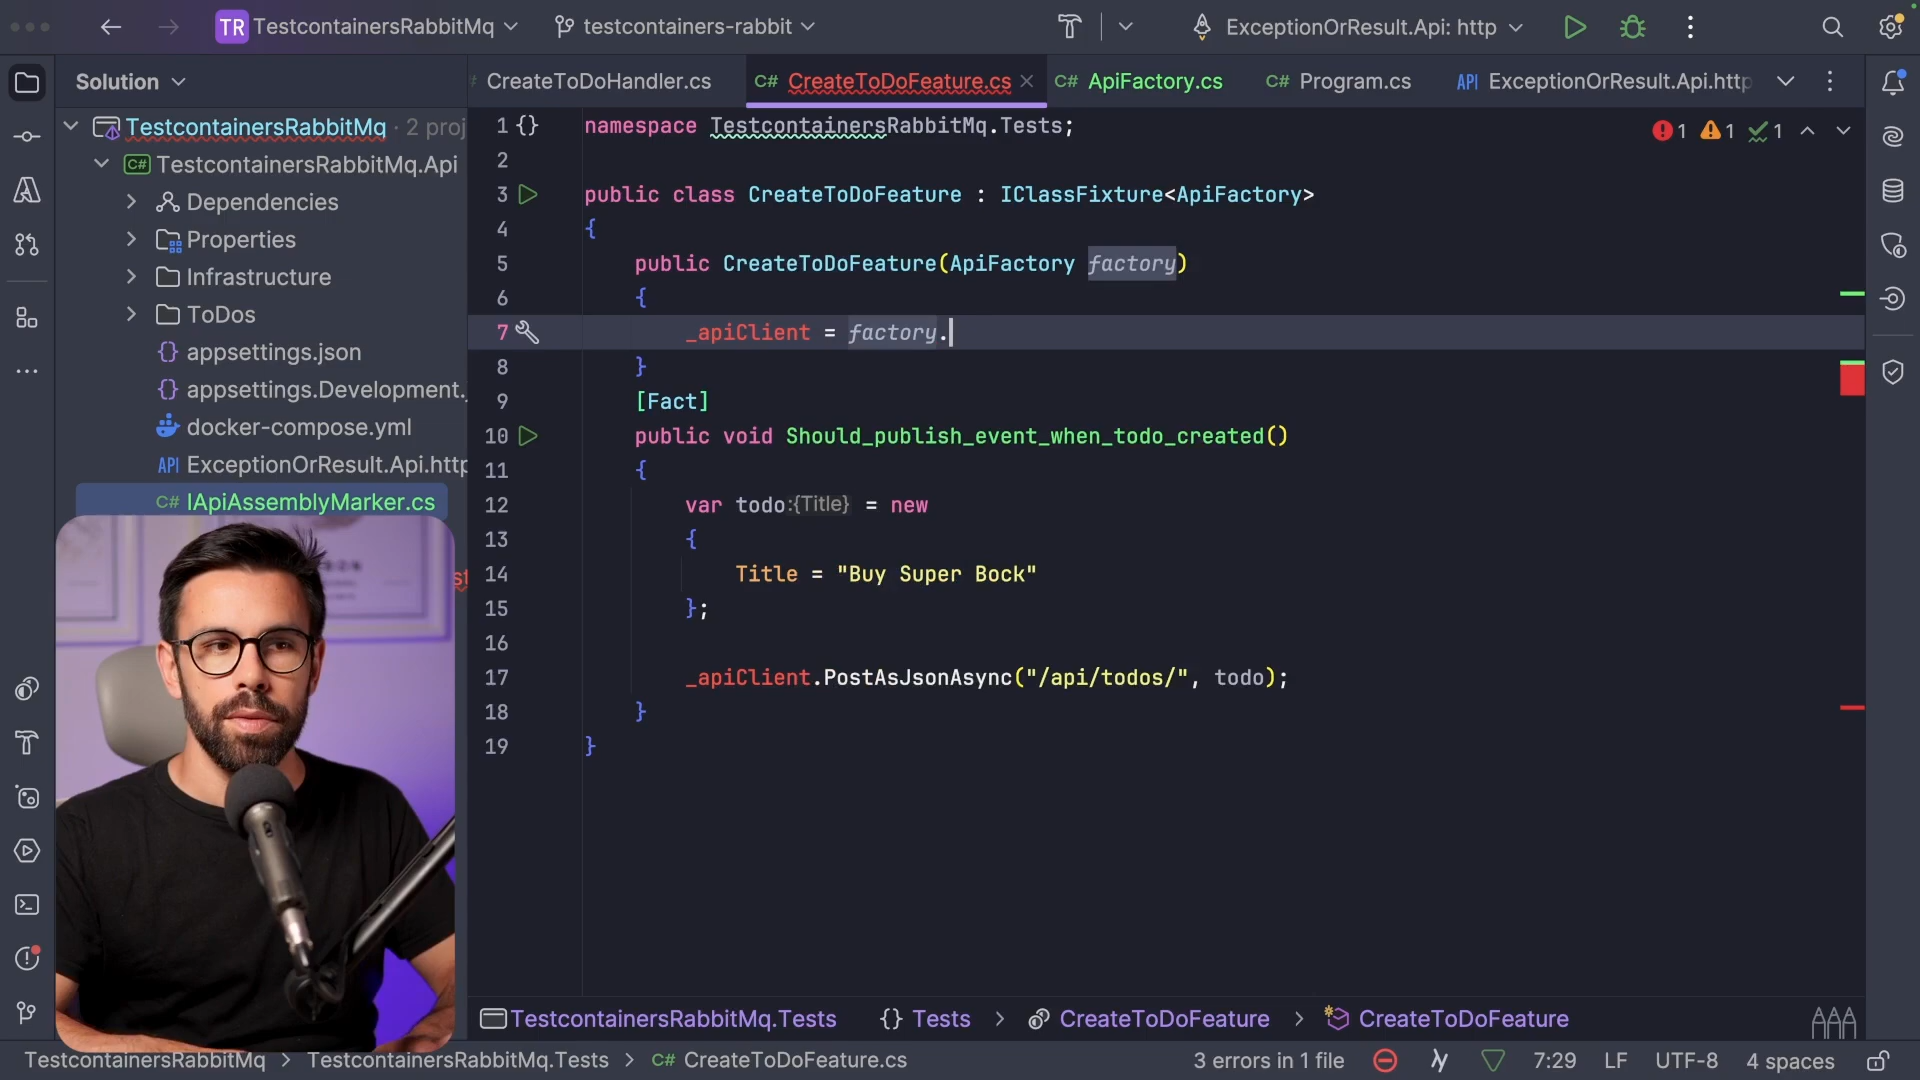 TR TestcontainersRabbitMq
testcontainers-rabbit
ExceptionOrResult.Api: http
Solution
CreateToDoHandler.cs
C# CreateToDoFeature.cs
C# ApiFactory.cs
C# Program.cs
API ExceptionOrResult.Api.http
TestcontainersRabbitMq · 2 proj
C# TestcontainersRabbitMq.Api
Dependencies
Properties
Infrastructure
ToDos
{} appsettings.json
{} appsettings.Development.
docker-compose.yml
API ExceptionOrResult.Api.http
C# IApiAssemblyMarker.cs
1 {} namespace TestcontainersRabbitMq.Tests;
1 1 1
2
3 public class CreateToDoFeature : IClassFixture<ApiFactory>
4 {
5 public CreateToDoFeature(ApiFactory factory)
6 {
7 _apiClient = factory.
8 }
9 [Fact]
10 public void Should_publish_event_when_todo_created()
11 {
12 var todo:{Title} = new
13 {
14 Title = "Buy Super Bock"
15 };
16
17 _apiClient.PostAsJsonAsync("/api/todos/", todo);
18 }
19 }
TestcontainersRabbitMq.Tests {} Tests > CreateToDoFeature > CreateToDoFeature
TestcontainersRabbitMq > TestcontainersRabbitMq.Tests > C# CreateToDoFeature.cs
3 errors in 1 file 7:29 LF UTF-8 4 spaces